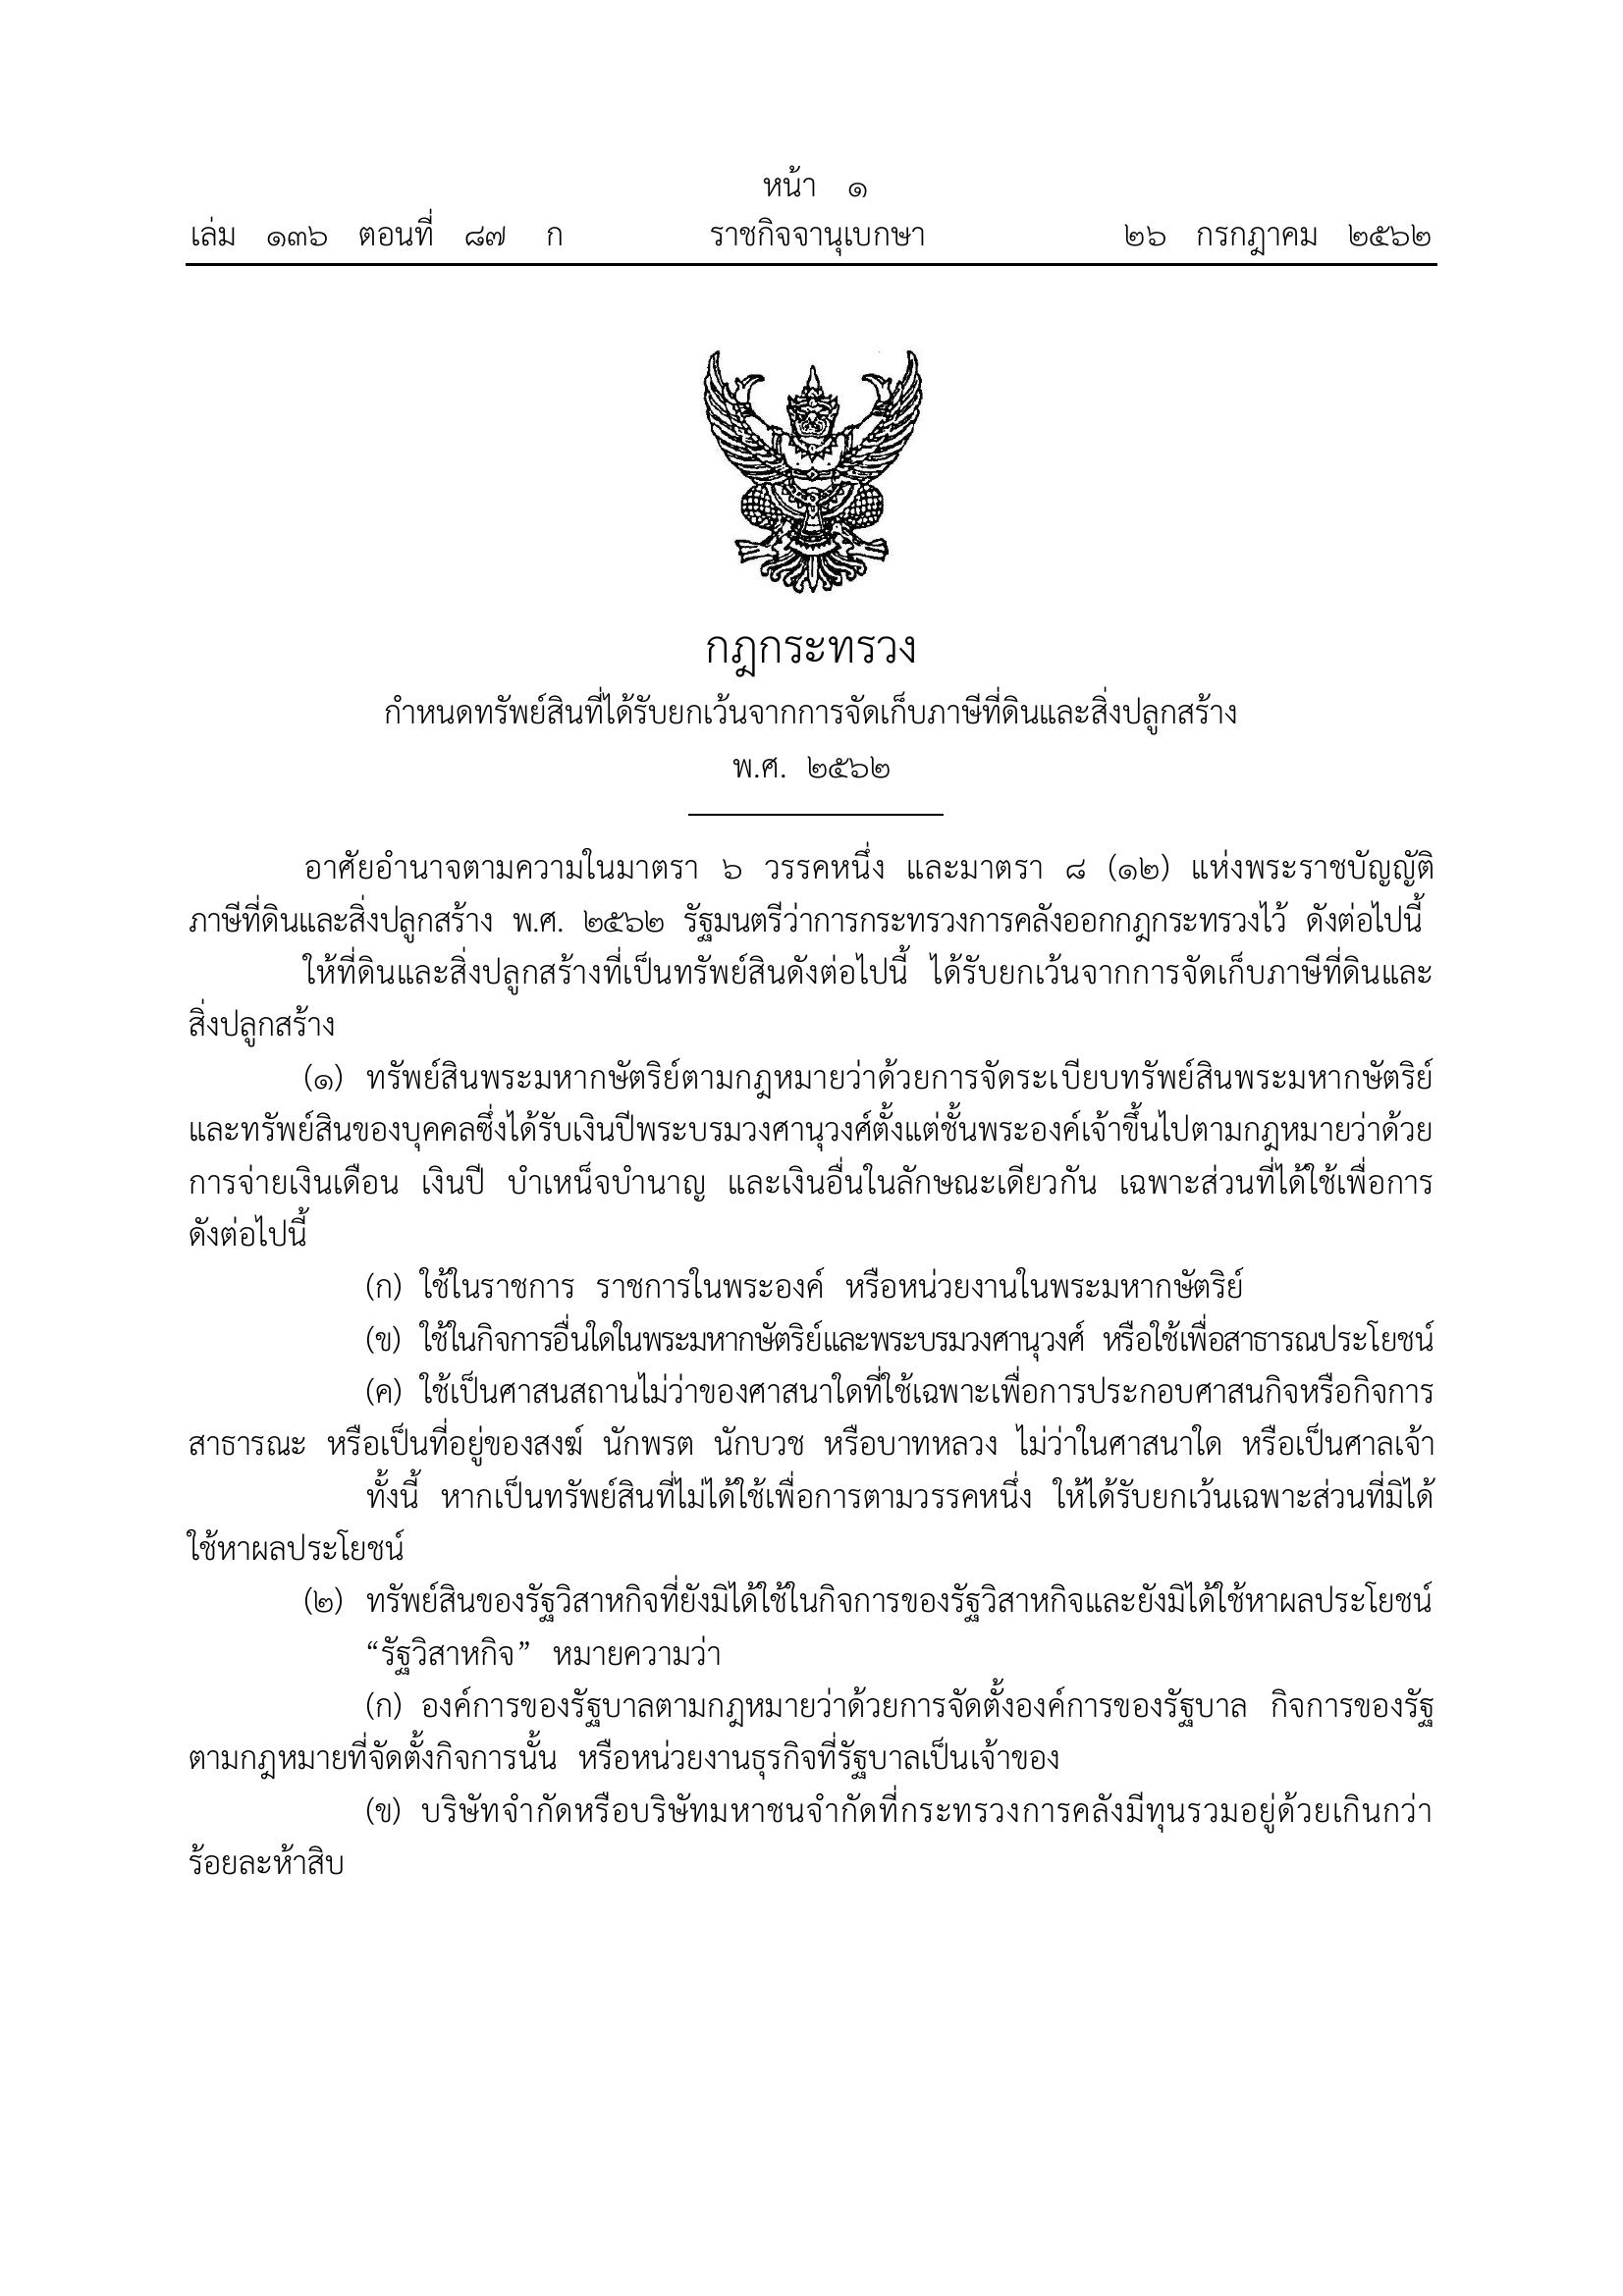 หน้า ๑
เล่ม ๑๓๖ ตอนที่ ๘๗ ก ราชกิจจานุเบกษา ๒๖ กรกฎาคม ๒๕๖๒
กฎกระทรวง
กำหนดทรัพย์สินที่ได้รับยกเว้นจากการจัดเก็บภาษีที่ดินและสิ่งปลูกสร้าง
พ.ศ. ๒๕๖๒
อาศัยอำนาจตามความในมาตรา ๖ วรรคหนึ่ง และมาตรา ๘ (๑๒) แห่งพระราชบัญญัติ
ภาษีที่ดินและสิ่งปลูกสร้าง พ.ศ. ๒๕๖๒ รัฐมนตรีว่าการกระทรวงการคลังออกกฎกระทรวงไว้ ดังต่อไปนี้
ให้ที่ดินและสิ่งปลูกสร้างที่เป็นทรัพย์สินดังต่อไปนี้ ได้รับยกเว้นจากการจัดเก็บภาษีที่ดินและ
สิ่งปลูกสร้าง
(๑) ทรัพย์สินพระมหากษัตริย์ตามกฎหมายว่าด้วยการจัดระเบียบทรัพย์สินพระมหากษัตริย์
และทรัพย์สินของบุคคลซึ่งได้รับเงินปีพระบรมวงศานุวงศ์ตั้งแต่ชั้นพระองค์เจ้าขึ้นไปตามกฎหมายว่าด้วย
การจ่ายเงินเดือน เงินปี บำเหน็จบำนาญ และเงินอื่นในลักษณะเดียวกัน เฉพาะส่วนที่ได้ใช้เพื่อการ
ดังต่อไปนี้
(ก) ใช้ในราชการ ราชการในพระองค์ หรือหน่วยงานในพระมหากษัตริย์
(ข) ใช้ในกิจการอื่นใดในพระมหากษัตริย์และพระบรมวงศานุวงศ์ หรือใช้เพื่อสาธารณประโยชน์
(ค) ใช้เป็นศาสนสถานไม่ว่าของศาสนาใดที่ใช้เฉพาะเพื่อการประกอบศาสนกิจหรือกิจการ
สาธารณะ หรือเป็นที่อยู่ของสงฆ์ นักพรต นักบวช หรือบาทหลวง ไม่ว่าในศาสนาใด หรือเป็นศาลเจ้า
ทั้งนี้ หากเป็นทรัพย์สินที่ไม่ได้ใช้เพื่อการตามวรรคหนึ่ง ให้ได้รับยกเว้นเฉพาะส่วนที่มิได้
ใช้หาผลประโยชน์
(๒) ทรัพย์สินของรัฐวิสาหกิจที่ยังมิได้ใช้ในกิจการของรัฐวิสาหกิจและยังมิได้ใช้หาผลประโยชน์
“รัฐวิสาหกิจ” หมายความว่า
(ก) องค์การของรัฐบาลตามกฎหมายว่าด้วยการจัดตั้งองค์การของรัฐบาล กิจการของรัฐ
ตามกฎหมายที่จัดตั้งกิจการนั้น หรือหน่วยงานธุรกิจที่รัฐบาลเป็นเจ้าของ
(ข) บริษัทจำกัดหรือบริษัทมหาชนจำกัดที่กระทรวงการคลังมีทุนรวมอยู่ด้วยเกินกว่า
ร้อยละห้าสิบ